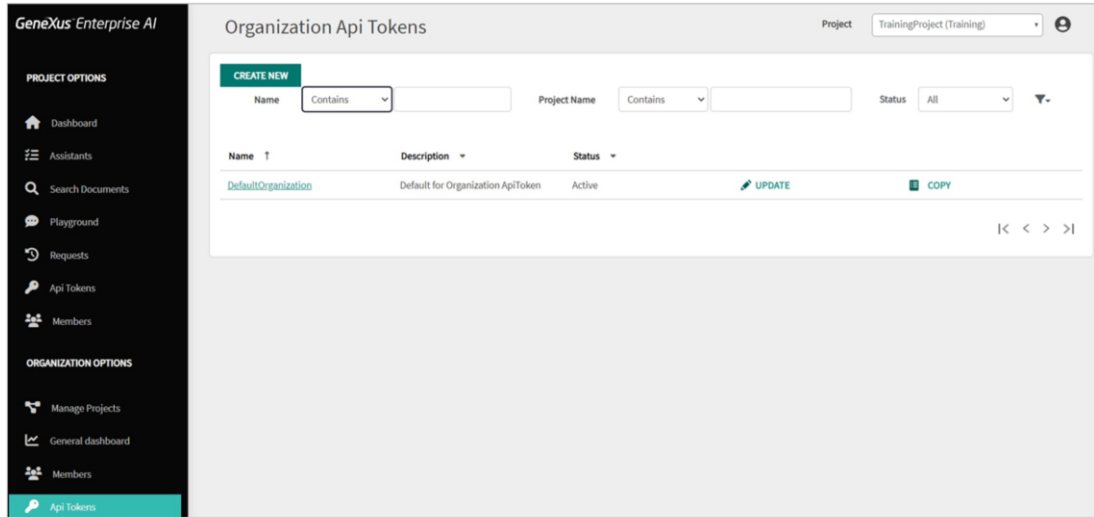 GeneXus Enterprise AI
Organization Api Tokens
Project TrainingProject (Training)
PROJECT OPTIONS
Dashboard
Assistants
Search Documents
Playground
Requests
Api Tokens
Members
ORGANIZATION OPTIONS
Manage Projects
General dashboard
Members
Api Tokens
CREATE NEW
Name Contains Project Name Contains Status All
Name Description Status
DefaultOrganization Default for Organization ApiToken Active UPDATE COPY